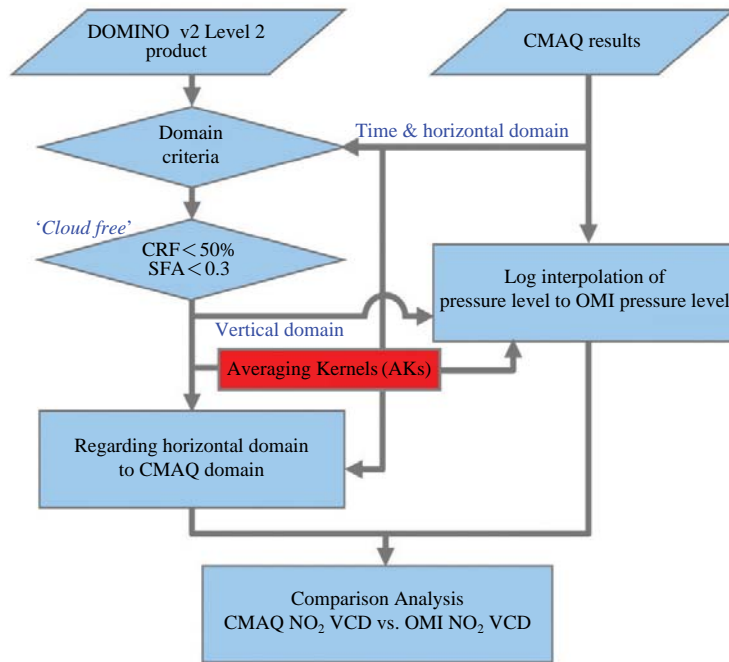 DOMINO v2 Level 2
product
CMAQ results
Time & horizontal domain
Domain
criteria
‘Cloud free’
CRF < 50%
SFA < 0.3
Log interpolation of
pressure level to OMI pressure level
Vertical domain
Averaging Kernels (AKs)
Regarding horizontal domain
to CMAQ domain
Comparison Analysis
CMAQ NO₂ VCD vs. OMI NO₂ VCD